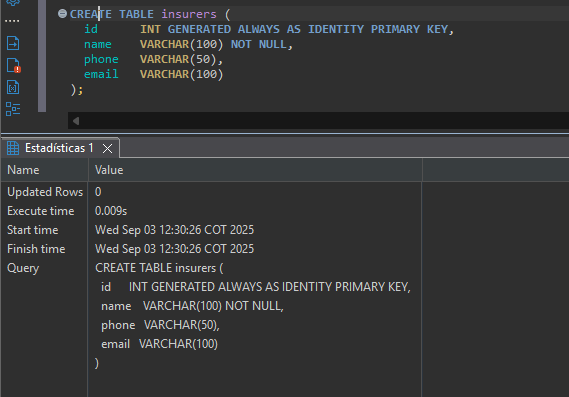 CREATE TABLE insurers (
id INT GENERATED ALWAYS AS IDENTITY PRIMARY KEY,
name VARCHAR(100) NOT NULL,
phone VARCHAR(50),
email VARCHAR(100)
);
Estadísticas 1
Name Value
Updated Rows 0
Execute time 0.009s
Start time Wed Sep 03 12:30:26 COT 2025
Finish time Wed Sep 03 12:30:26 COT 2025
Query CREATE TABLE insurers (
id INT GENERATED ALWAYS AS IDENTITY PRIMARY KEY,
name VARCHAR(100) NOT NULL,
phone VARCHAR(50),
email VARCHAR(100)
)